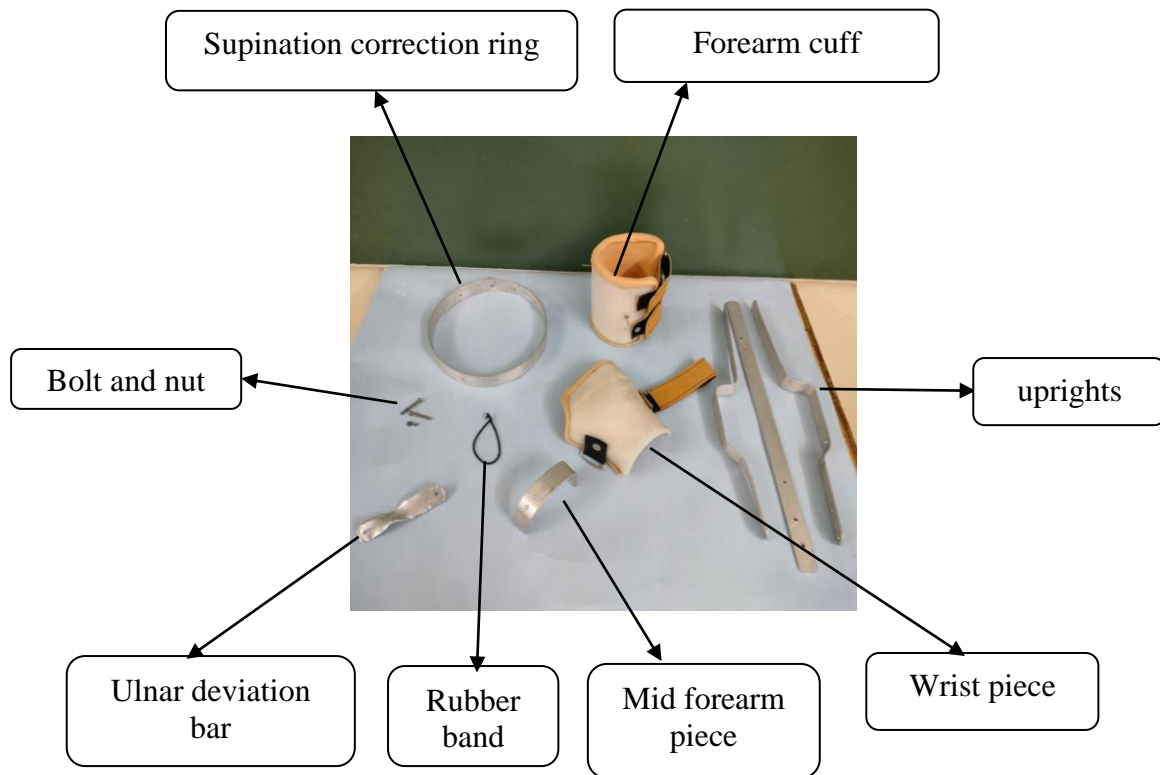 Supination correction ring
Forearm cuff
Bolt and nut
uprights
Ulnar deviation
bar
Rubber
band
Mid forearm
piece
Wrist piece